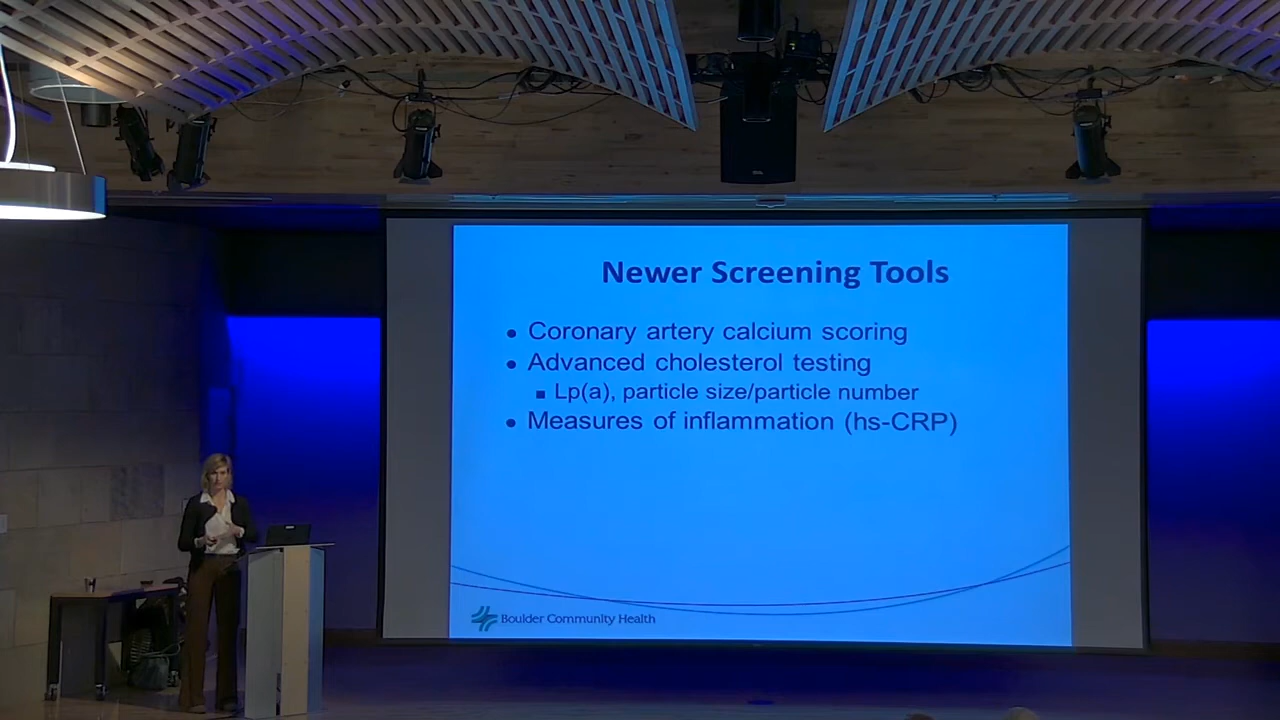 Newer Screening Tools
• Coronary artery calcium scoring
• Advanced cholesterol testing
▪ Lp(a), particle size/particle number
• Measures of inflammation (hs-CRP)
Boulder Community Health